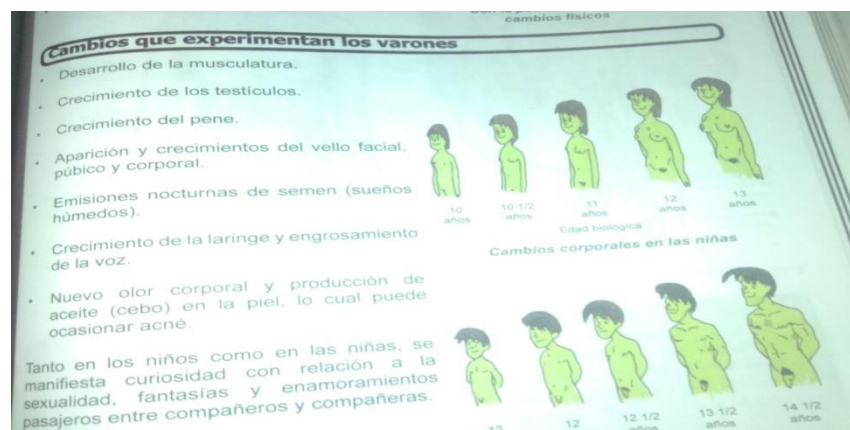 cambios físicos
Cambios que experimentan los varones
Desarrollo de la musculatura.
Crecimiento de los testículos.
Crecimiento del pene.
Aparición y crecimientos del vello facial,
púbico y corporal.
Emisiones nocturnas de semen (sueños
húmedos).
Crecimiento de la laringe y engrosamiento
de la voz.
Nuevo olor corporal y producción de
aceite (cebo) en la piel, lo cual puede
ocasionar acné.
Tanto en los niños como en las niñas, se
manifiesta curiosidad con relación a la
sexualidad, fantasías y enamoramientos
pasajeros entre compañeros y compañeras.
10 años
10 1/2 años
11 años
12 años
13 años
Edad biológica
Cambios corporales en las niñas
12
12 1/2 años
13 1/2 años
14 1/2 años